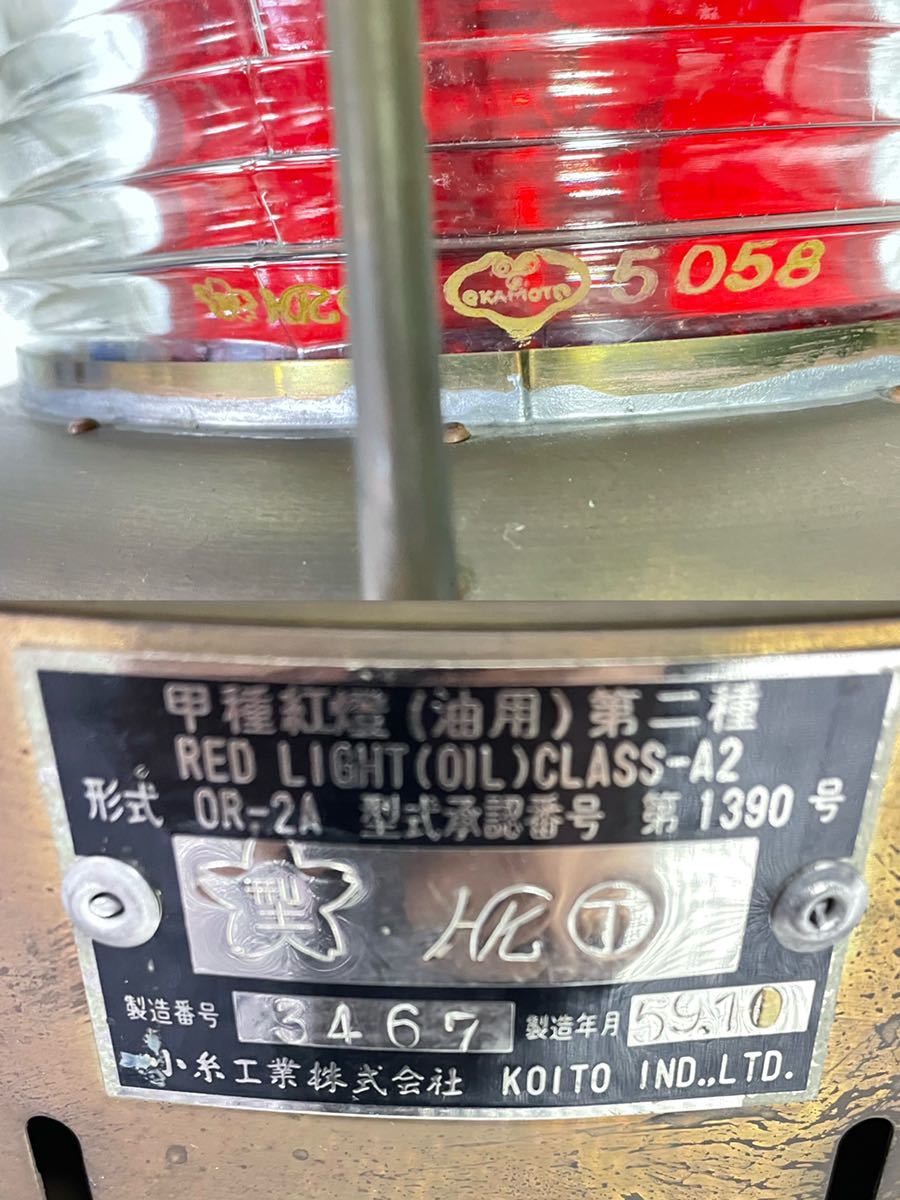 OKAMOTO 5058
甲種紅燈(油用)第二種
RED LIGHT(OIL)CLASS-A2
形式 OR-2A 型式承認番号 第1390号
型
製造番号 3467 製造年月 59.10
小糸工業株式会社 KOITO IND.,LTD.